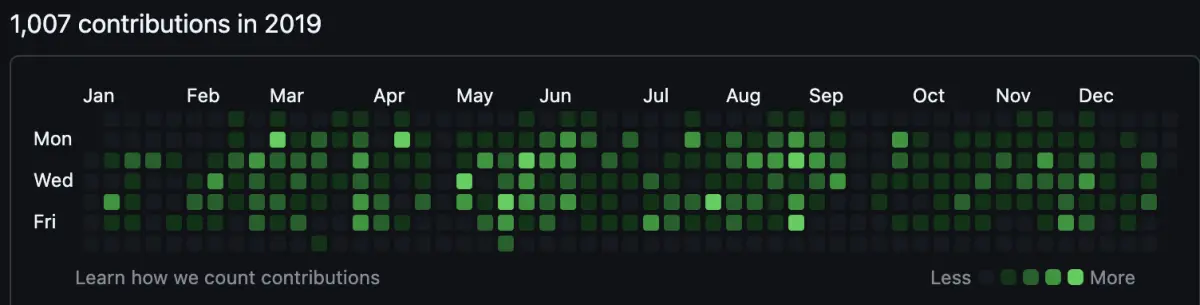 1,007 contributions in 2019
Jan Feb Mar Apr May Jun Jul Aug Sep Oct Nov Dec
Mon
Wed
Fri
Learn how we count contributions Less More